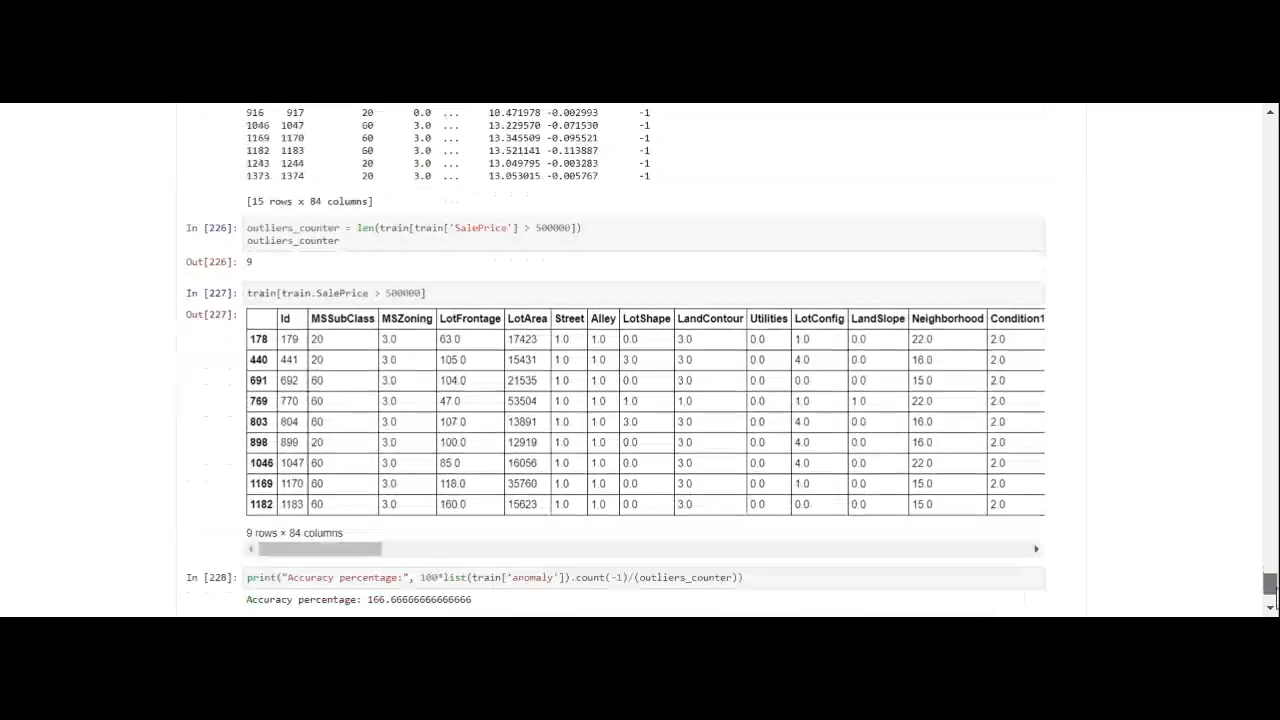 916 917 20 0.0 ... 10.471978 -0.002993 -1
1046 1047 60 3.0 ... 13.229570 -0.071530 -1
1169 1170 60 3.0 ... 13.345509 -0.095521 -1
1182 1183 60 3.0 ... 13.521141 -0.113887 -1
1243 1244 20 3.0 ... 13.049795 -0.003283 -1
1373 1374 20 3.0 ... 13.053015 -0.005767 -1
[15 rows x 84 columns]
In [226]: outliers_counter = len(train[train['SalePrice'] > 500000])
outliers_counter
Out[226]: 9
In [227]: train[train.SalePrice > 500000]
Out[227]:
Id MSSubClass MSZoning LotFrontage LotArea Street Alley LotShape LandContour Utilities LotConfig LandSlope Neighborhood Condition1
178 179 20 3.0 63.0 17423 1.0 1.0 0.0 3.0 0.0 1.0 0.0 22.0 2.0
440 441 20 3.0 105.0 15431 1.0 1.0 3.0 3.0 0.0 4.0 0.0 16.0 2.0
691 692 60 3.0 104.0 21535 1.0 1.0 0.0 3.0 0.0 0.0 0.0 15.0 2.0
769 770 60 3.0 47.0 53504 1.0 1.0 1.0 1.0 0.0 1.0 1.0 22.0 2.0
803 804 60 3.0 107.0 13891 1.0 1.0 3.0 3.0 0.0 4.0 0.0 16.0 2.0
898 899 20 3.0 100.0 12919 1.0 1.0 0.0 3.0 0.0 4.0 0.0 16.0 2.0
1046 1047 60 3.0 85.0 16056 1.0 1.0 0.0 3.0 0.0 4.0 0.0 22.0 2.0
1169 1170 60 3.0 118.0 35760 1.0 1.0 0.0 3.0 0.0 1.0 0.0 15.0 2.0
1182 1183 60 3.0 160.0 15623 1.0 1.0 0.0 3.0 0.0 0.0 0.0 15.0 2.0
9 rows × 84 columns
In [228]: print("Accuracy percentage:", 100*list(train['anomaly']).count(-1)/(outliers_counter))
Accuracy percentage: 166.66666666666666